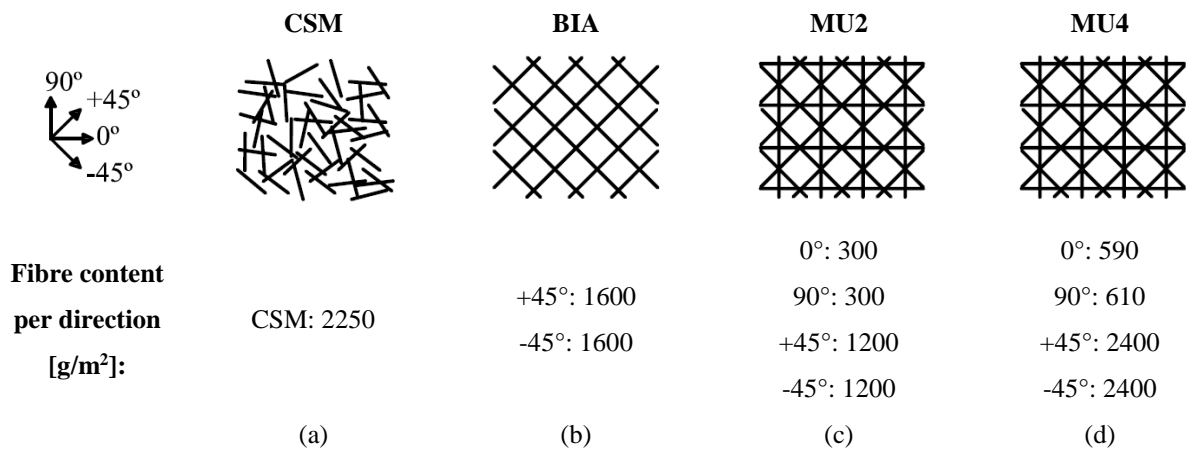 CSM BIA MU2 MU4
90º
+45º
0º
-45º
Fibre content
per direction
[g/m²]:
CSM: 2250
+45°: 1600
-45°: 1600
0°: 300
90°: 300
+45°: 1200
-45°: 1200
0°: 590
90°: 610
+45°: 2400
-45°: 2400
(a) (b) (c) (d)